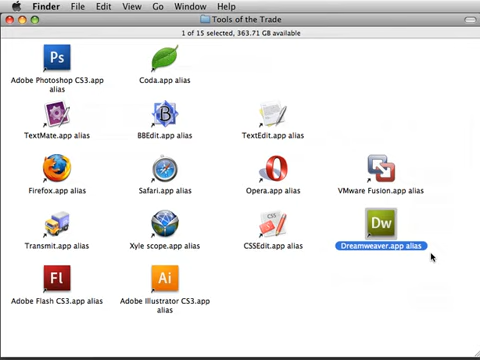 Finder File Edit View Go Window Help
Tools of the Trade
1 of 15 selected, 363.71 GB available
Ps
Adobe Photoshop CS3.app alias
Coda.app alias
TextMate.app alias
B
BBEdit.app alias
TextEdit.app alias
Firefox.app alias
Safari.app alias
Opera.app alias
VMware Fusion.app alias
Transmit.app alias
Xyle scope.app alias
CSSEdit.app alias
Dw
Dreamweaver.app alias
Fl
Adobe Flash CS3.app alias
Ai
Adobe Illustrator CS3.app
alias